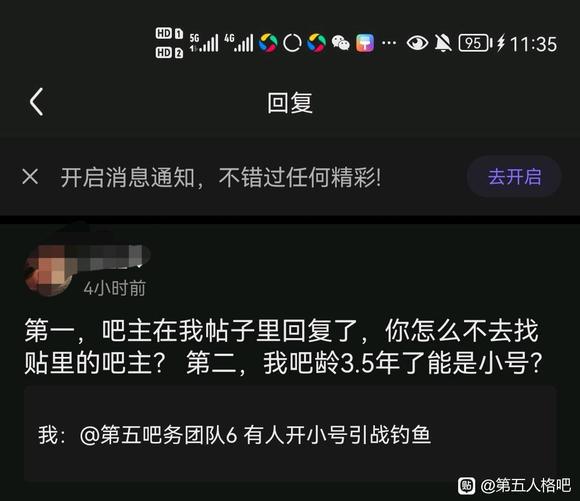 HD 1 5G 4G 95 11:35
HD 2
回复
开启消息通知，不错过任何精彩!
去开启
4小时前
第一，吧主在我帖子里回复了，你怎么不去找
贴里的吧主？ 第二，我吧龄3.5年了能是小号？
我：@第五吧务团队6 有人开小号引战钓鱼
贴 @第五人格吧